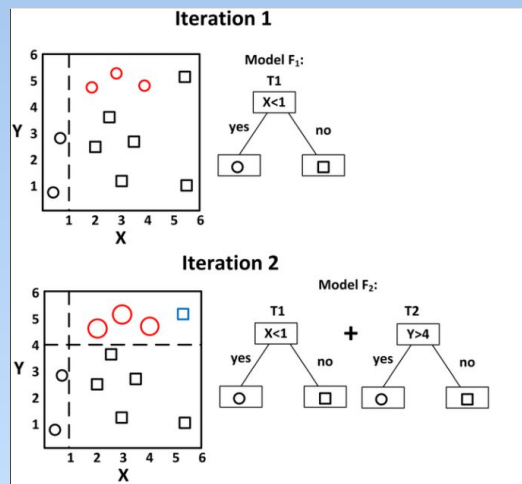 Iteration 1
Model F₁:
T1
X<1
yes
no
6
5
4
3
2
1
Y
1 2 3 4 5 6
X
Iteration 2
Model F₂:
T1
X<1
yes
no
+
T2
Y>4
yes
no
6
5
4
3
2
1
Y
1 2 3 4 5 6
X